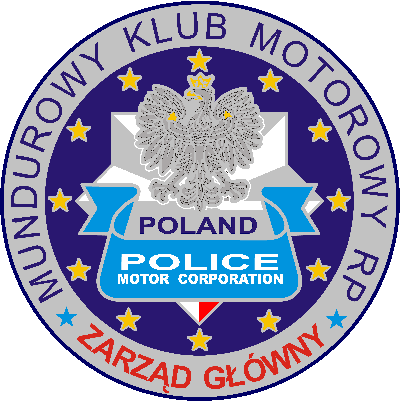 MUNDUROWY KLUB MOTOROWY RP
POLAND
POLICE
MOTOR CORPORATION
ZARZĄD GŁÓWNY